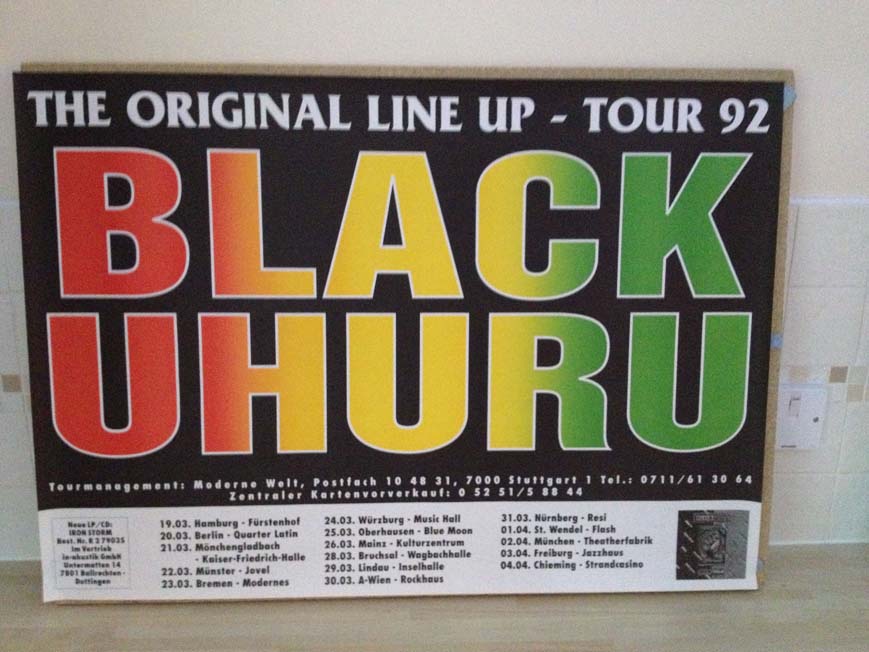 THE ORIGINAL LINE UP - TOUR 92
BLACK
UHURU
Tourmanagement: Moderne Welt, Postfach 10 48 31, 7000 Stuttgart 1 Tel.: 0711/61 30 64
Zentraler Kartenvorverkauf: 0 52 51/5 88 44
Neue LP/CD:
IRON STORM
Best. Nr. R 2 79035
im Vertrieb
in-akustik GmbH
Untermatten 14
7801 Ballrechten-
Dottingen
19.03. Hamburg - Fürstenhof
20.03. Berlin - Quarter Latin
21.03. Mönchengladbach
- Kaiser-Friedrich-Halle
22.03. Münster - Jovel
23.03. Bremen - Modernes
24.03. Würzburg - Music Hall
25.03. Oberhausen - Blue Moon
26.03. Mainz - Kulturzentrum
28.03. Bruchsal - Wagbachhalle
29.03. Lindau - Inselhalle
30.03. A-Wien - Rockhaus
31.03. Nürnberg - Resi
01.04. St. Wendel - Flash
02.04. München - Theatherfabrik
03.04. Freiburg - Jazzhaus
04.04. Chieming - Strandcasino